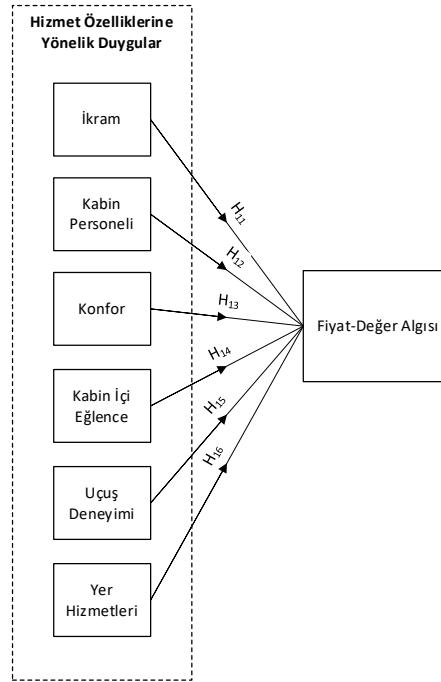 Hizmet Özelliklerine
Yönelik Duygular
İkram
Kabin
Personeli
Konfor
Kabin İçi
Eğlence
Uçuş
Deneyimi
Yer
Hizmetleri
H11
H12
H13
H14
H15
H16
Fiyat-Değer Algısı